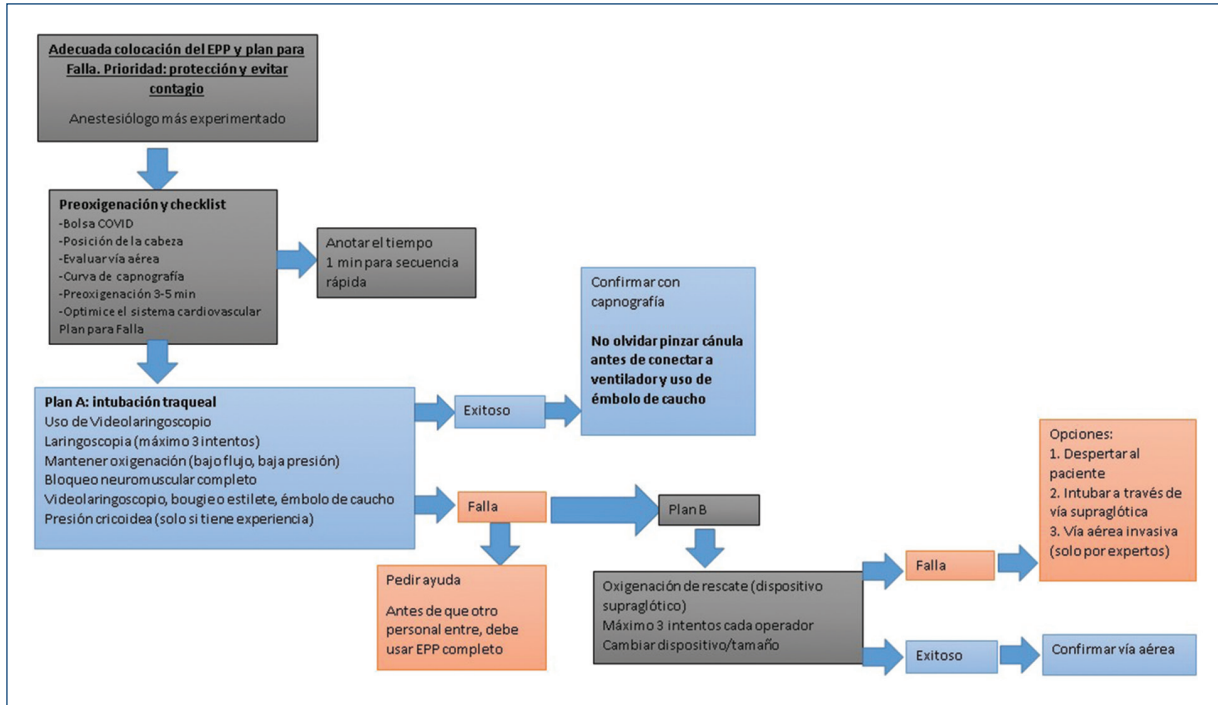 Adecuada colocación del EPP y plan para
Falla. Prioridad: protección y evitar
contagio
Anestesiólogo más experimentado
Preoxigenación y checklist
-Bolsa COVID
-Posición de la cabeza
-Evaluar vía aérea
-Curva de capnografía
-Preoxigenación 3-5 min
-Optimice el sistema cardiovascular
Plan para Falla
Anotar el tiempo
1 min para secuencia
rápida
Plan A: intubación traqueal
Uso de Videolaringoscopio
Laringoscopia (máximo 3 intentos)
Mantener oxigenación (bajo flujo, baja presión)
Bloqueo neuromuscular completo
Videolaringoscopio, bougie o estilete, émbolo de caucho
Presión cricoidea (solo si tiene experiencia)
Exitoso
Confirmar con
capnografía
No olvidar pinzar cánula
antes de conectar a
ventilador y uso de
émbolo de caucho
Falla
Pedir ayuda
Antes de que otro
personal entre, debe
usar EPP completo
Plan B
Oxigenación de rescate (dispositivo
supraglótico)
Máximo 3 intentos cada operador
Cambiar dispositivo/tamaño
Falla
Opciones:
1. Despertar al
paciente
2. Intubar a través de
vía supraglótica
3. Vía aérea invasiva
(solo por expertos)
Exitoso
Confirmar vía aérea